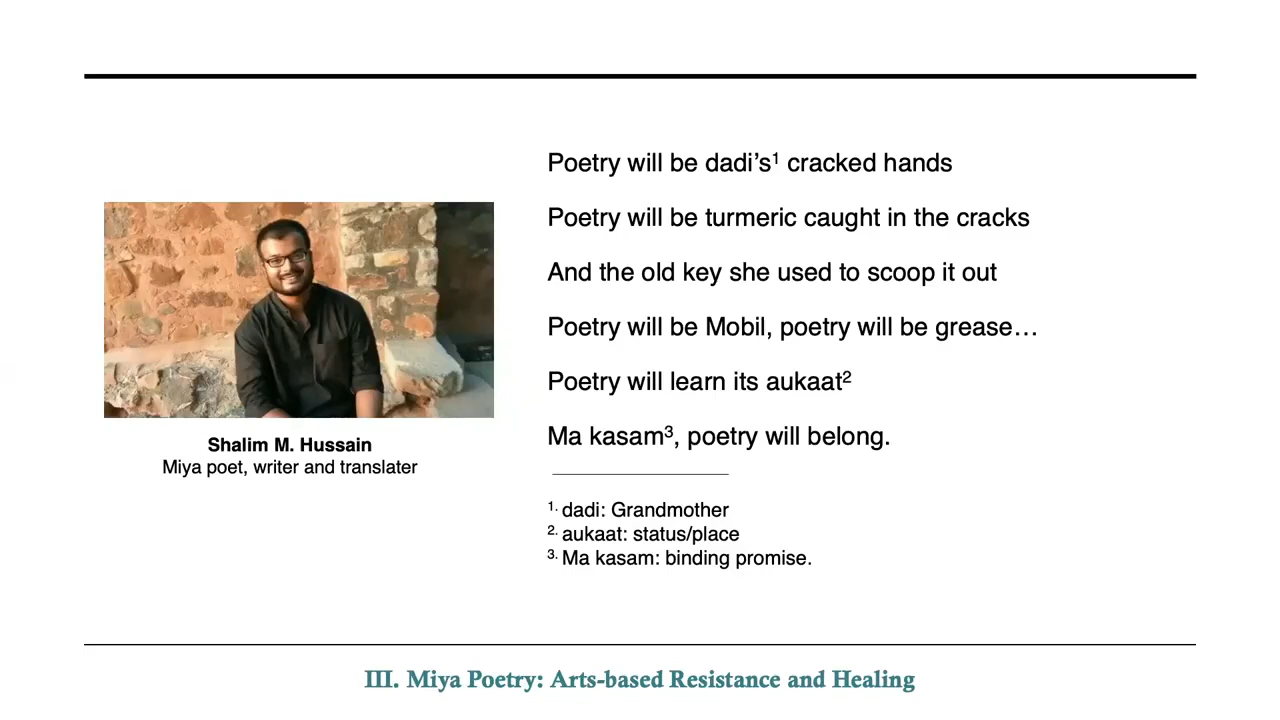 Poetry will be dadi’s¹ cracked hands
Poetry will be turmeric caught in the cracks
And the old key she used to scoop it out
Poetry will be Mobil, poetry will be grease…
Poetry will learn its aukaat²
Ma kasam³, poetry will belong.
Shalim M. Hussain
Miya poet, writer and translater
¹· dadi: Grandmother
²· aukaat: status/place
³· Ma kasam: binding promise.
III. Miya Poetry: Arts-based Resistance and Healing